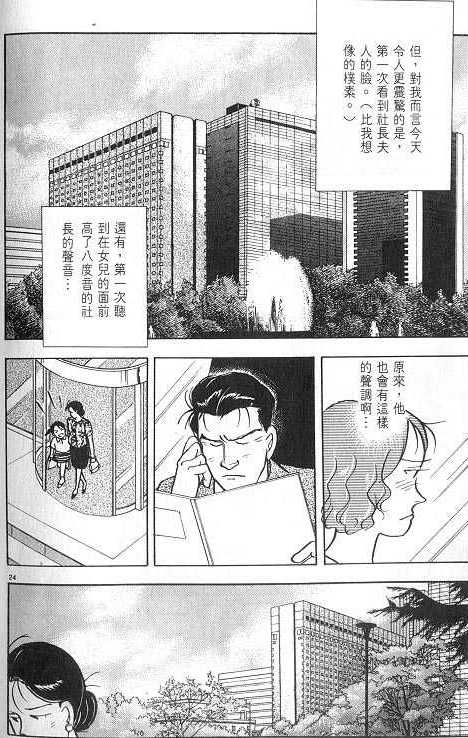 但，對我而言今天
令人更震驚的是，
第一次看到社長夫
人的臉。（比我想
像的樸素。）
還有，第一次聽
到在女兒的面前
高了八度音的社
長的聲音…
原來，他
也會有這樣
的聲調啊…
24